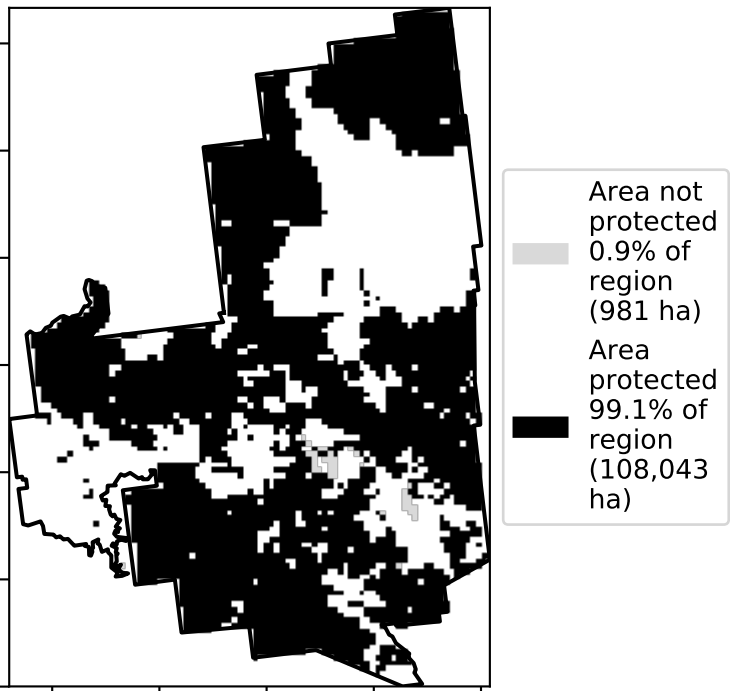 Area not
protected
0.9% of
region
(981 ha)
Area
protected
99.1% of
region
(108,043
ha)